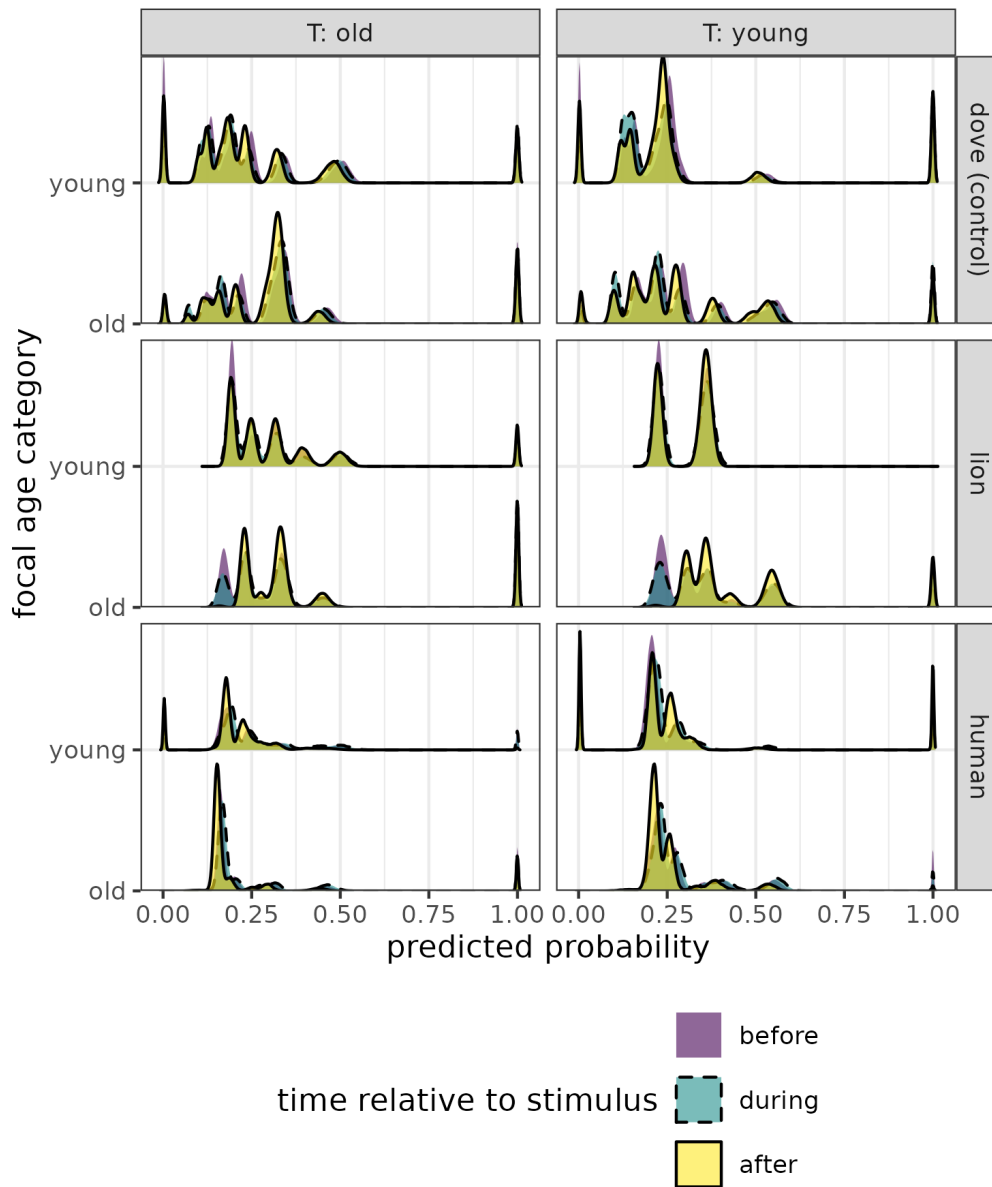 T: old
T: young
dove (control)
young
old
lion
young
old
human
young
old
focal age category
0.00 0.25 0.50 0.75 1.00
0.00 0.25 0.50 0.75 1.00
predicted probability
time relative to stimulus
before
during
after